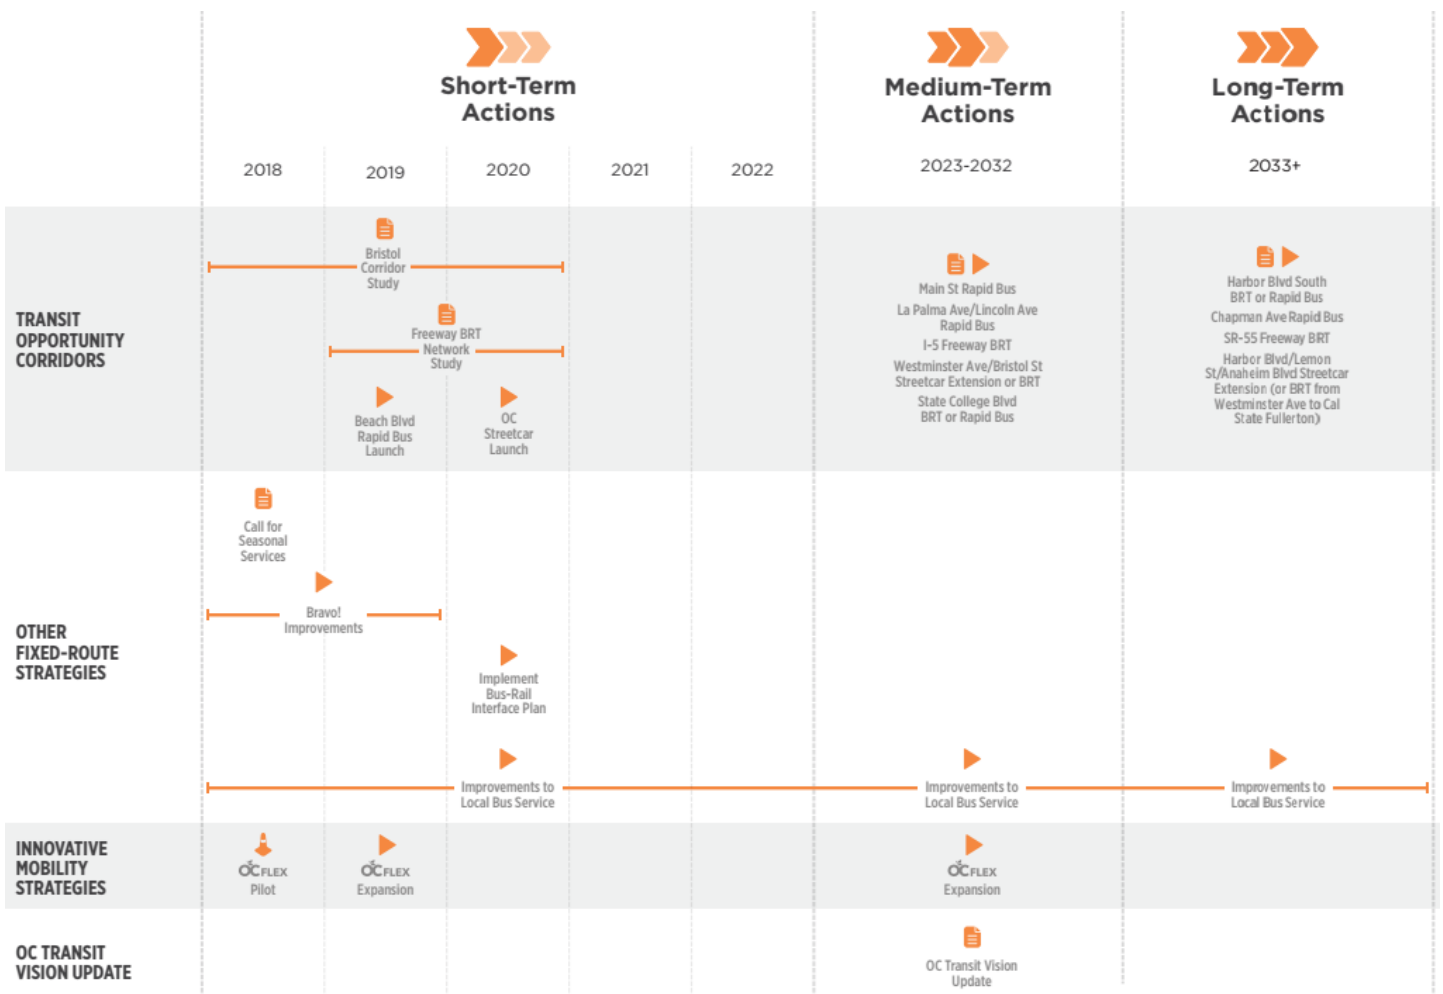 Short-Term
Actions
Medium-Term
Actions
Long-Term
Actions
2018
2019
2020
2021
2022
2023-2032
2033+
TRANSIT
OPPORTUNITY
CORRIDORS
Bristol
Corridor
Study
Freeway BRT
Network
Study
Beach Blvd
Rapid Bus
Launch
OC
Streetcar
Launch
Main St Rapid Bus
La Palma Ave/Lincoln Ave
Rapid Bus
I-5 Freeway BRT
Westminster Ave/Bristol St
Streetcar Extension or BRT
State College Blvd
BRT or Rapid Bus
Harbor Blvd South
BRT or Rapid Bus
Chapman Ave Rapid Bus
SR-55 Freeway BRT
Harbor Blvd/Lemon
St/Anaheim Blvd Streetcar
Extension (or BRT from
Westminster Ave to Cal
State Fullerton)
OTHER
FIXED-ROUTE
STRATEGIES
Call for
Seasonal
Services
Bravo!
Improvements
Implement
Bus-Rail
Interface Plan
Improvements to
Local Bus Service
Improvements to
Local Bus Service
Improvements to
Local Bus Service
INNOVATIVE
MOBILITY
STRATEGIES
OC FLEX
Pilot
OC FLEX
Expansion
OC FLEX
Expansion
OC TRANSIT
VISION UPDATE
OC Transit Vision
Update